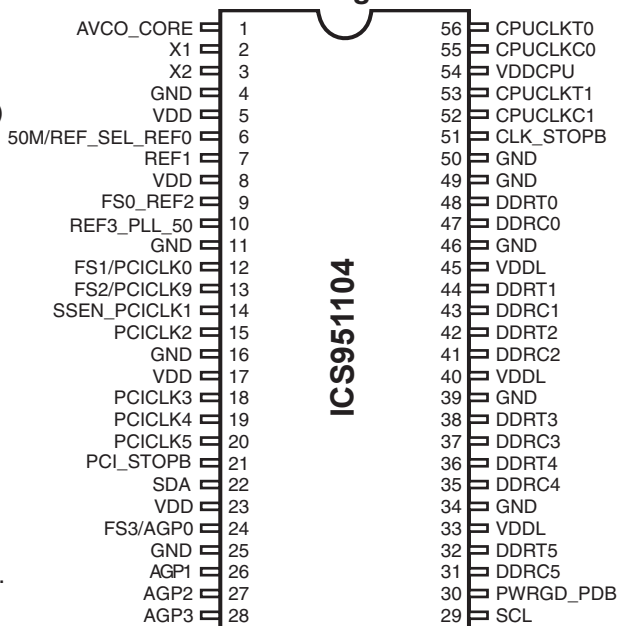 AVCO_CORE 1 56 CPUCLKT0
X1 2 55 CPUCLKC0
X2 3 54 VDDCPU
GND 4 53 CPUCLKT1
VDD 5 52 CPUCLKC1
50M/REF_SEL_REF0 6 51 CLK_STOPB
REF1 7 50 GND
VDD 8 49 GND
FS0_REF2 9 48 DDRT0
REF3_PLL_50 10 47 DDRC0
GND 11 46 GND
FS1/PCICLK0 12 45 VDDL
FS2/PCICLK9 13 44 DDRT1
SSEN_PCICLK1 14 43 DDRC1
PCICLK2 15 42 DDRT2
GND 16 41 DDRC2
VDD 17 40 VDDL
PCICLK3 18 39 GND
PCICLK4 19 38 DDRT3
PCICLK5 20 37 DDRC3
PCI_STOPB 21 36 DDRT4
SDA 22 35 DDRC4
VDD 23 34 GND
FS3/AGP0 24 33 VDDL
GND 25 32 DDRT5
AGP1 26 31 DDRC5
AGP2 27 30 PWRGD_PDB
AGP3 28 29 SCL
ICS951104